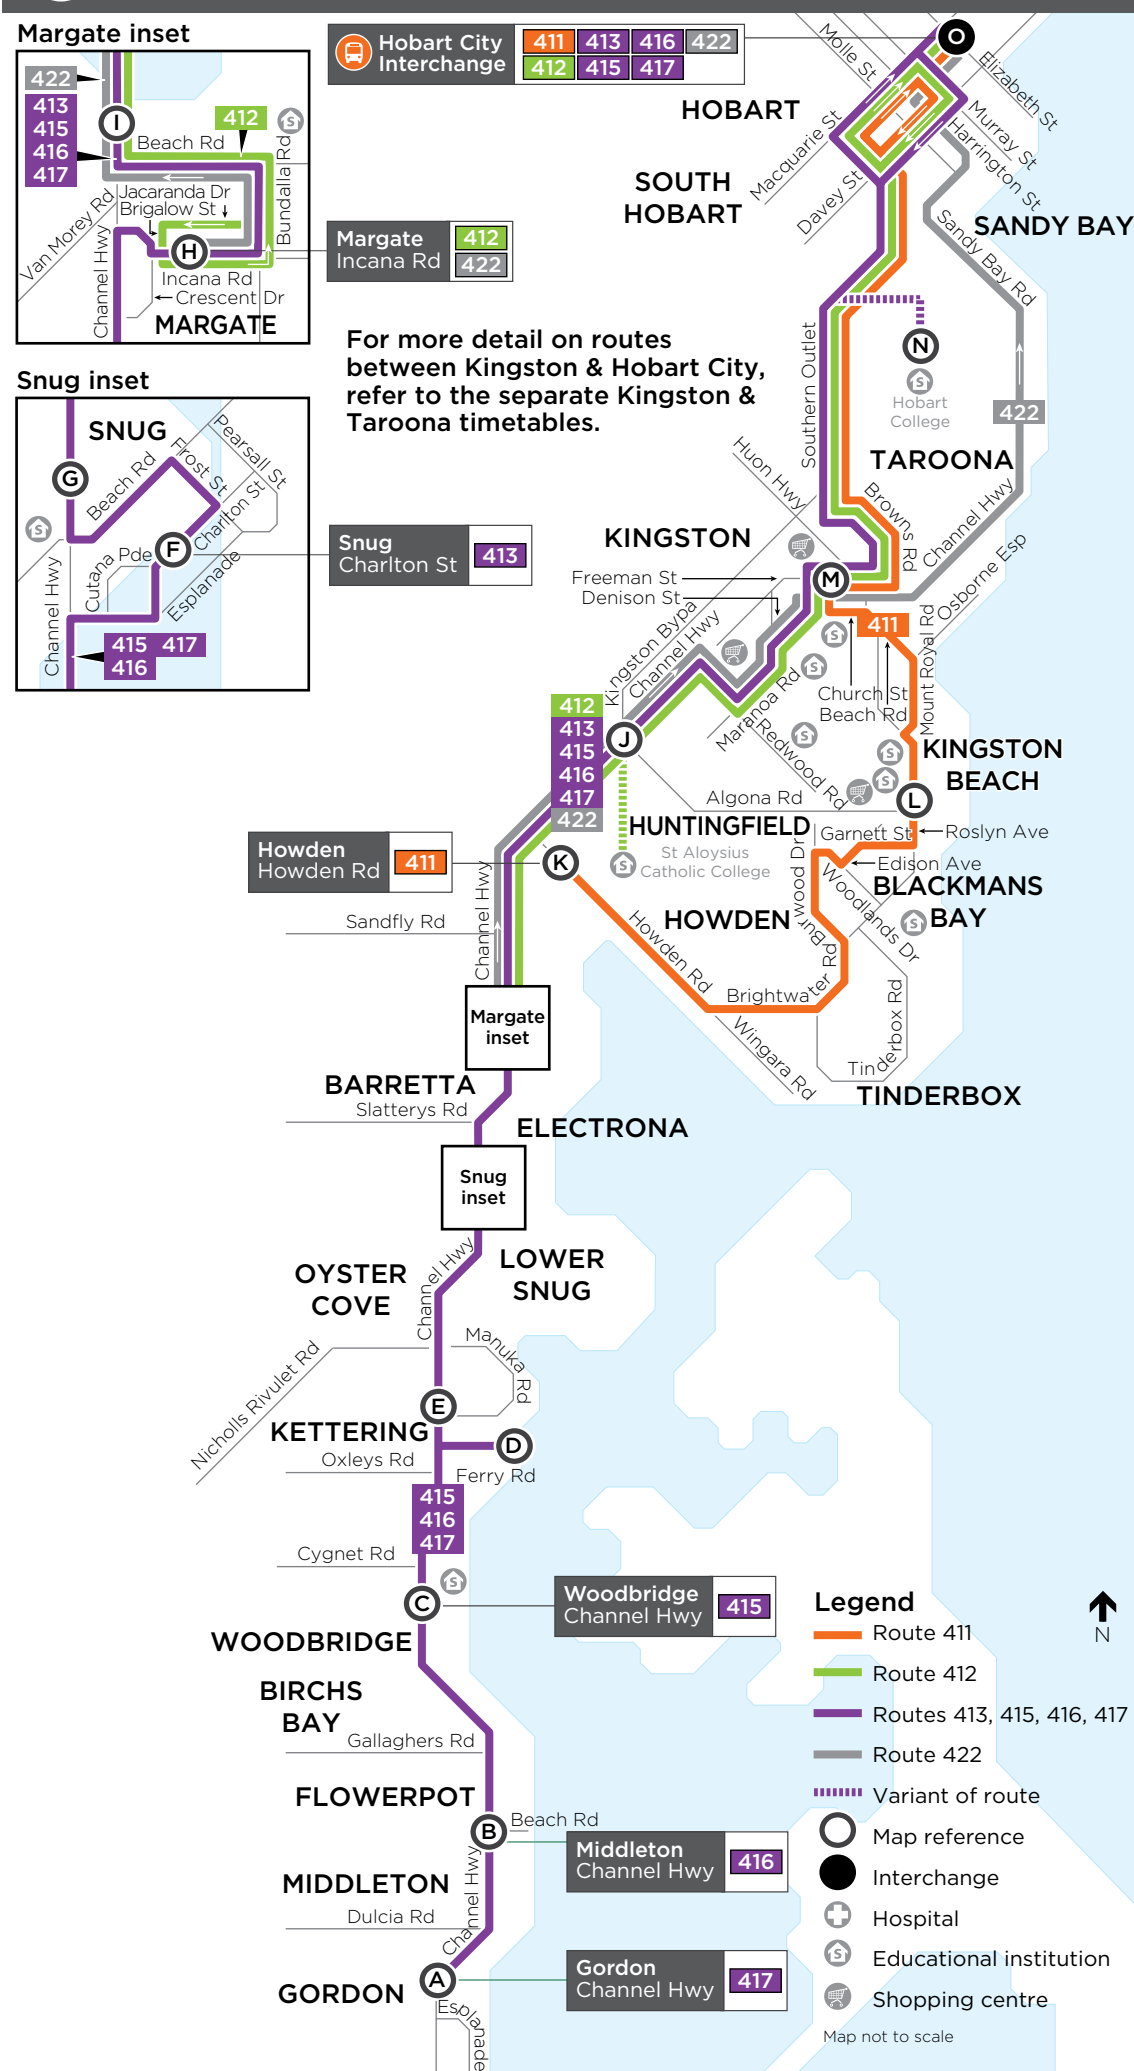 Margate inset
422
413
415
416
417
I
Beach Rd
412
S
Bundalla Rd
Jacaranda Dr
Brigalow St
Van Morey Rd
Channel Hwy
H
Incana Rd
Crescent Dr
MARGATE
Margate
Incana Rd
412
422
Hobart City
Interchange
411 413 416 422
412 415 417
O
Molle St
Elizabeth St
HOBART
Murray St
Harrington St
Macquarie St
Davey St
SOUTH
HOBART
SANDY BAY
Sandy Bay Rd
For more detail on routes
between Kingston & Hobart City,
refer to the separate Kingston &
Taroona timetables.
Southern Outlet
N
S
Hobart
College
422
TAROONA
Snug inset
SNUG
G
Beach Rd
Frost St
Pearsall St
Charlton St
S
F
Cutana Pde
Esplanade
Channel Hwy
415 417
416
Snug
Charlton St
413
Huon Hwy
KINGSTON
Browns Rd
Channel Hwy
Osborne Esp
Freeman St
Denison St
M
411
S
Kingston Bypa
Channel Hwy
S
Maranoa Rd
Church St
Beach Rd
Mount Royal Rd
412
413
415
416
417
422
J
Redwood Rd
S
S
S
KINGSTON
BEACH
L
Algona Rd
HUNTINGFIELD
Garnett St
Roslyn Ave
Edison Ave
S
St Aloysius
Catholic College
Howden
Howden Rd
411
K
Burwood Dr
Woodlands Dr
BLACKMANS
BAY
S
HOWDEN
Howden Rd
Sandfly Rd
Channel Hwy
Brightwater Rd
Wingara Rd
Tinderbox Rd
TINDERBOX
Margate
inset
BARRETTA
Slatterys Rd
ELECTRONA
Snug
inset
LOWER
SNUG
OYSTER
COVE
Channel Hwy
Manuka Rd
Nicholls Rivulet Rd
E
KETTERING
D
Oxleys Rd
Ferry Rd
415
416
417
Cygnet Rd
S
C
Woodbridge
Channel Hwy
415
WOODBRIDGE
BIRCHS
BAY
Gallaghers Rd
FLOWERPOT
Beach Rd
B
Middleton
Channel Hwy
416
MIDDLETON
Channel Hwy
Dulcia Rd
A
Gordon
Channel Hwy
417
GORDON
Esplanade
Legend
N
Route 411
Route 412
Routes 413, 415, 416, 417
Route 422
Variant of route
Map reference
Interchange
Hospital
S
Educational institution
Shopping centre
Map not to scale